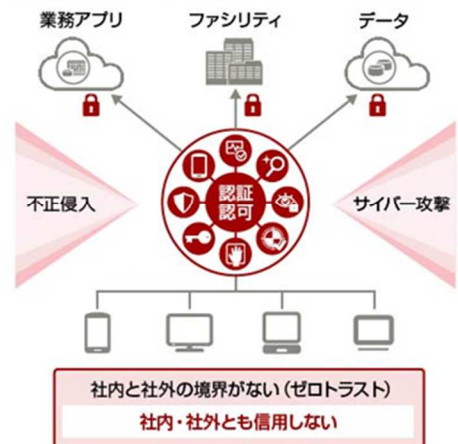 業務アプリ
ファシリティ
データ
認証
認可
不正侵入
サイバー攻撃
社内と社外の境界がない(ゼロトラスト)
社内・社外とも信用しない